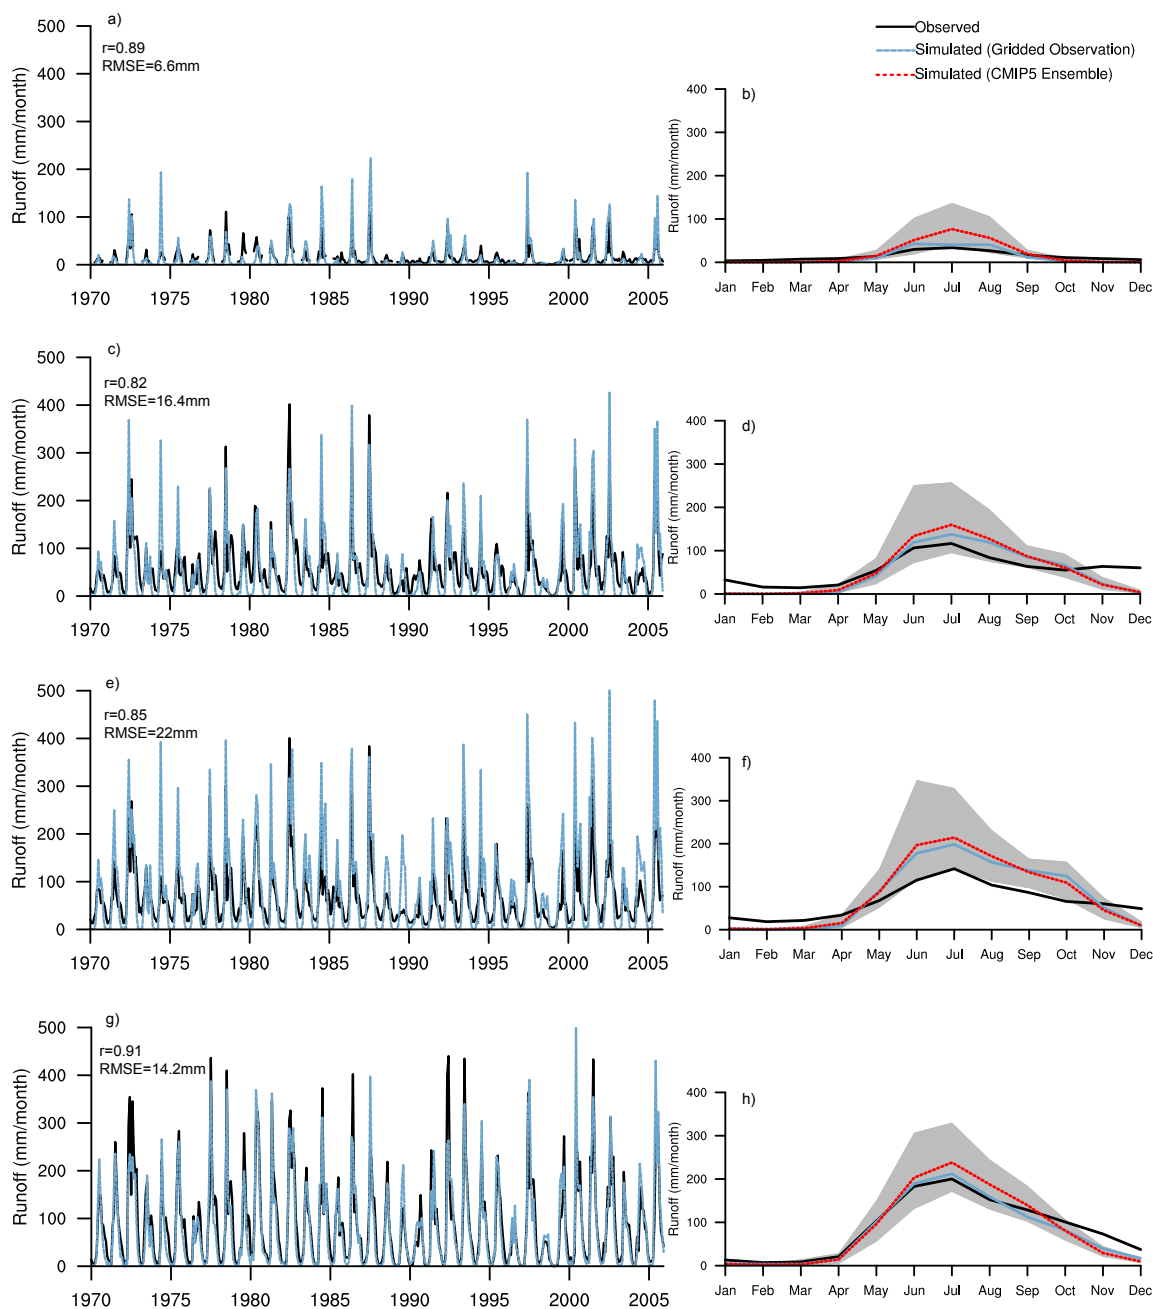 a)
r=0.89
RMSE=6.6mm
Runoff (mm/month)
500
400
300
200
100
0
1970 1975 1980 1985 1990 1995 2000 2005
Observed
Simulated (Gridded Observation)
Simulated (CMIP5 Ensemble)
b)
Runoff (mm/month)
400
300
200
100
0
Jan Feb Mar Apr May Jun Jul Aug Sep Oct Nov Dec
c)
r=0.82
RMSE=16.4mm
Runoff (mm/month)
500
400
300
200
100
0
1970 1975 1980 1985 1990 1995 2000 2005
d)
Runoff (mm/month)
400
300
200
100
0
Jan Feb Mar Apr May Jun Jul Aug Sep Oct Nov Dec
e)
r=0.85
RMSE=22mm
Runoff (mm/month)
500
400
300
200
100
0
1970 1975 1980 1985 1990 1995 2000 2005
f)
Runoff (mm/month)
400
300
200
100
0
Jan Feb Mar Apr May Jun Jul Aug Sep Oct Nov Dec
g)
r=0.91
RMSE=14.2mm
Runoff (mm/month)
500
400
300
200
100
0
1970 1975 1980 1985 1990 1995 2000 2005
h)
Runoff (mm/month)
400
300
200
100
0
Jan Feb Mar Apr May Jun Jul Aug Sep Oct Nov Dec